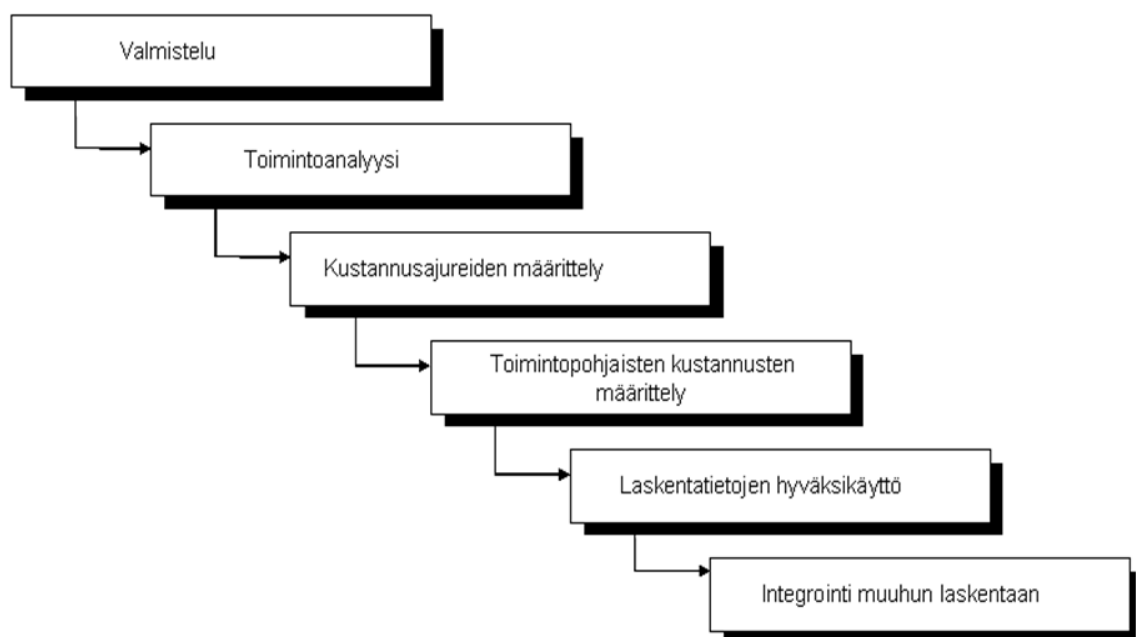 Valmistelu
Toimintoanalyysi
Kustannusajureiden määrittely
Toimintopohjaisten kustannusten
määrittely
Laskentatietojen hyväksikäyttö
Integrointi muuhun laskentaan